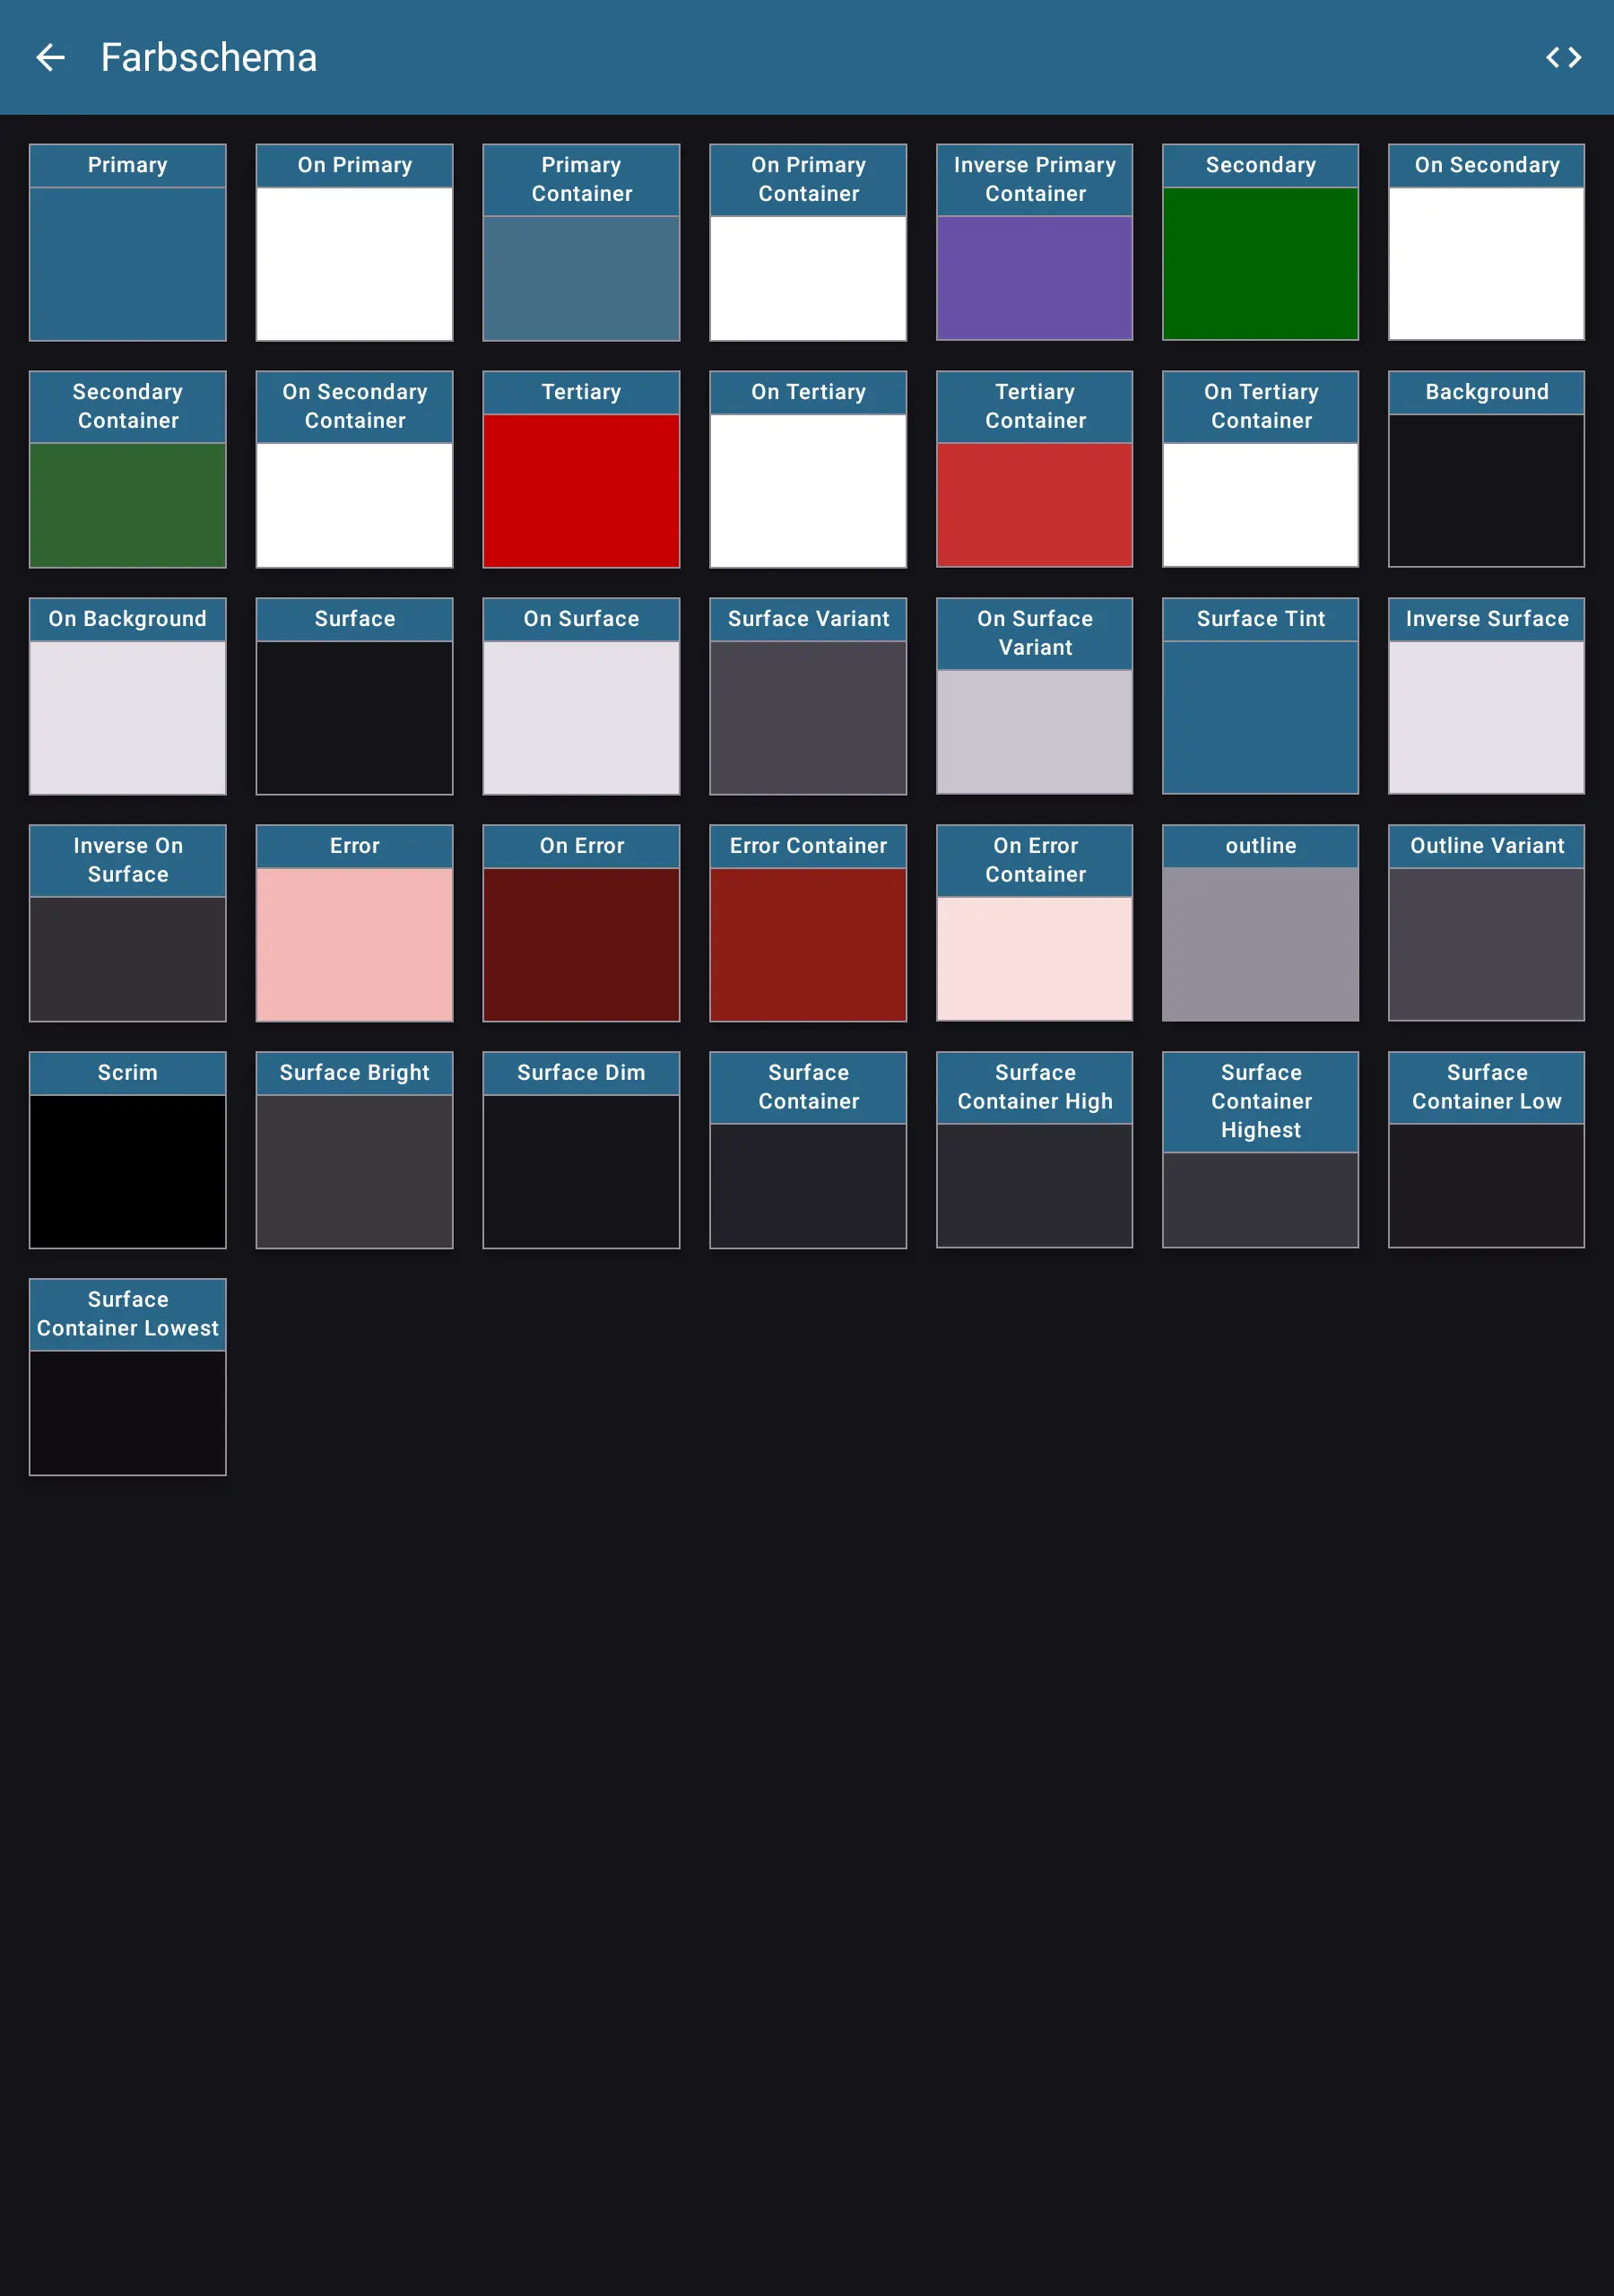 Farbschema
Primary
On Primary
Primary
Container
On Primary
Container
Inverse Primary
Container
Secondary
On Secondary
Secondary
Container
On Secondary
Container
Tertiary
On Tertiary
Tertiary
Container
On Tertiary
Container
Background
On Background
Surface
On Surface
Surface Variant
On Surface
Variant
Surface Tint
Inverse Surface
Inverse On
Surface
Error
On Error
Error Container
On Error
Container
outline
Outline Variant
Scrim
Surface Bright
Surface Dim
Surface
Container
Surface
Container High
Surface
Container
Highest
Surface
Container Low
Surface
Container Lowest